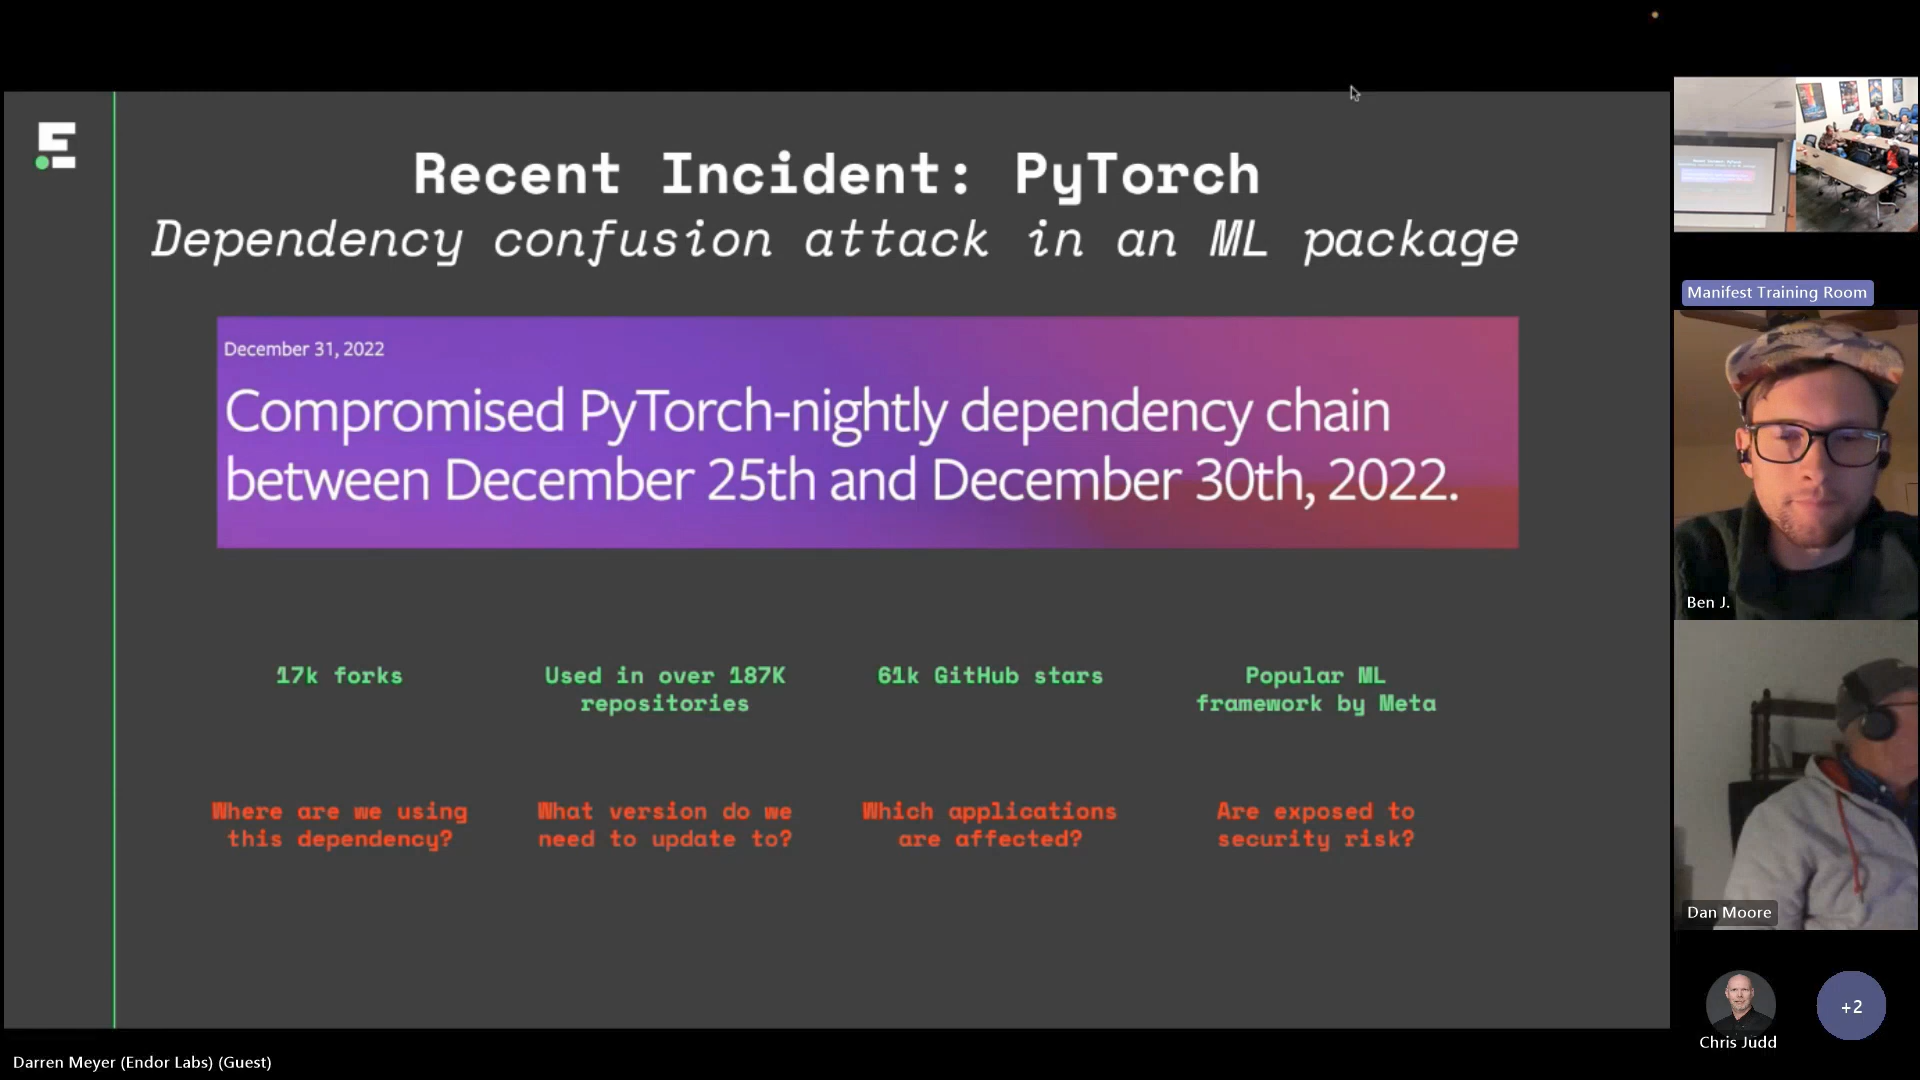 Recent Incident: PyTorch
Dependency confusion attack in an ML package
December 31, 2022
Compromised PyTorch-nightly dependency chain
between December 25th and December 30th, 2022.
17k forks
Used in over 187K
repositories
61k GitHub stars
Popular ML
framework by Meta
Where are we using
this dependency?
What version do we
need to update to?
Which applications
are affected?
Are exposed to
security risk?
Manifest Training Room
Ben J.
Dan Moore
Chris Judd
+2
Darren Meyer (Endor Labs) (Guest)